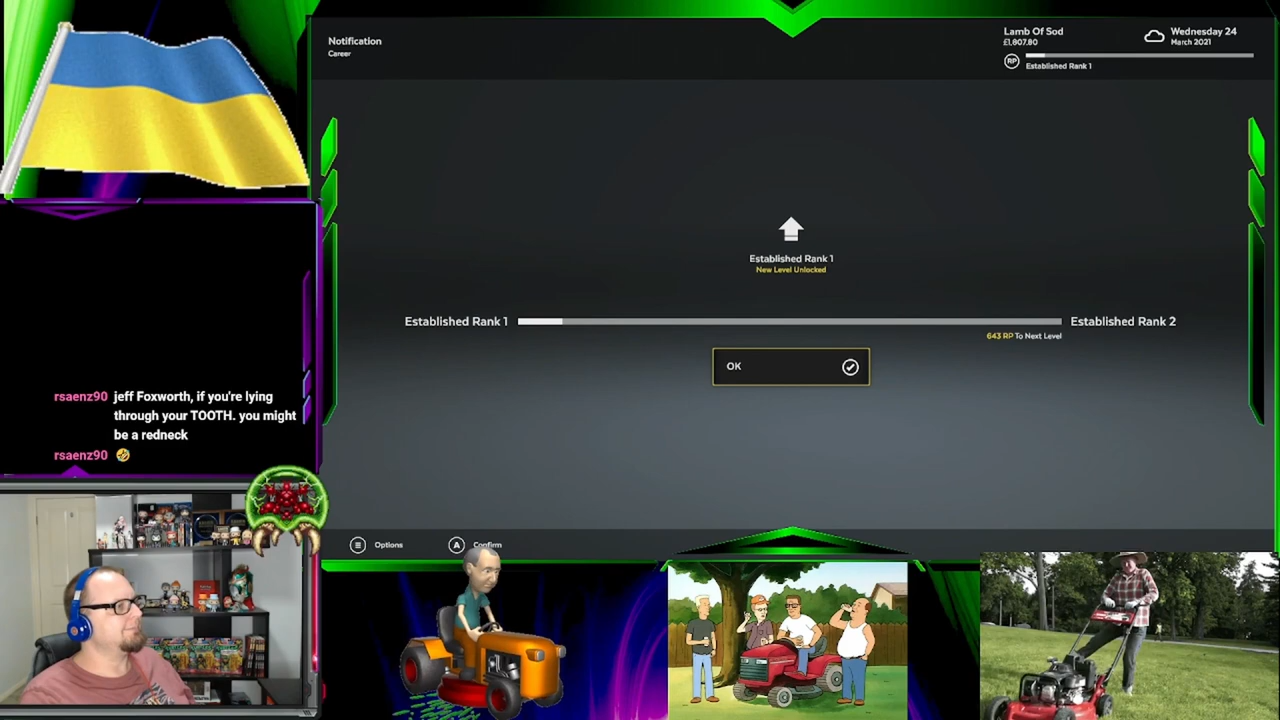 Notification
Career
Lamb Of Sod
£1,807.80
Wednesday 24
March 2021
RP
Established Rank 1
Established Rank 1
New Level Unlocked
Established Rank 1
Established Rank 2
643 RP To Next Level
OK
rsaenz90 jeff Foxworth, if you're lying
through your TOOTH. you might
be a redneck
rsaenz90 🤣
Options
A Confirm